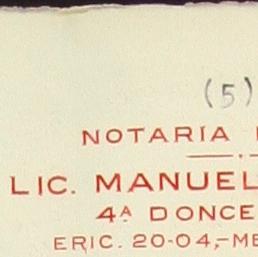 (5)
NOTARIA
LIC. MANUEL
4ª DONCE
ERIC. 20-04,-ME